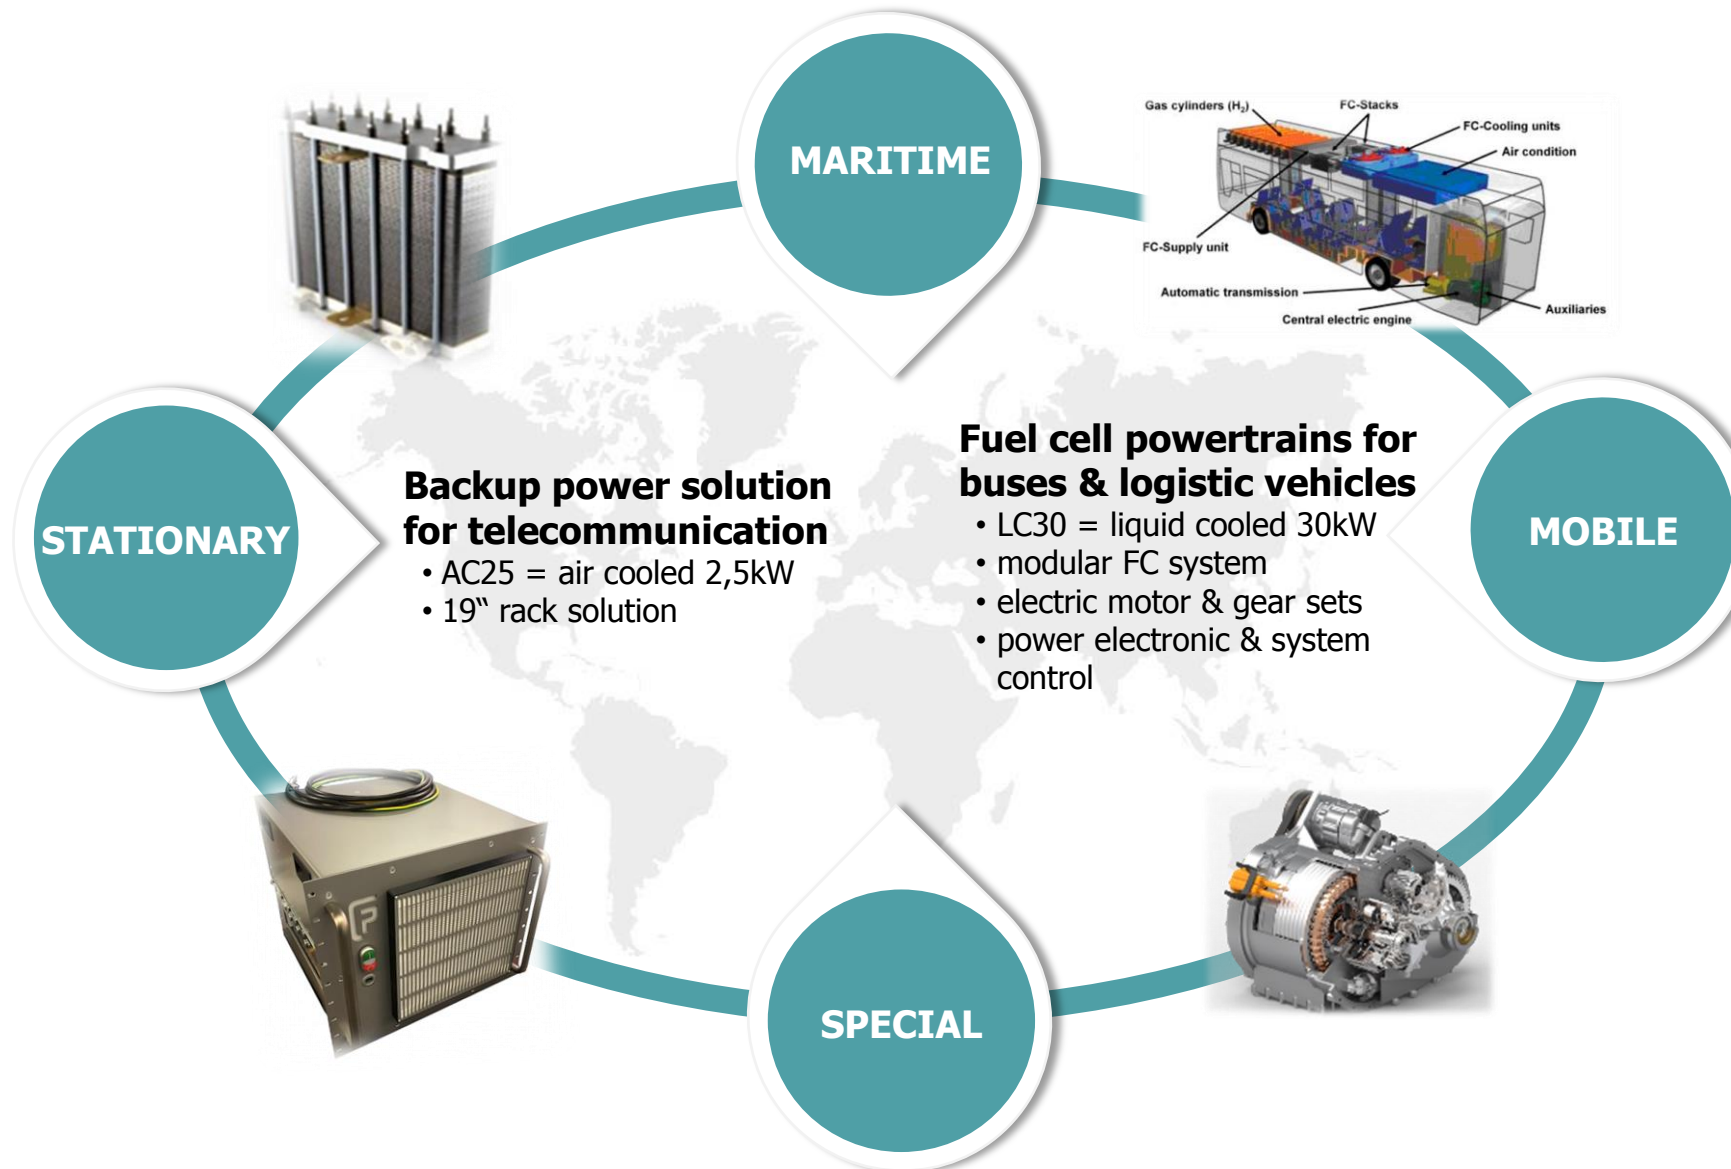 MARITIME
Gas cylinders (H₂)
FC-Stacks
FC-Cooling units
Air condition
FC-Supply unit
Automatic transmission
Central electric engine
Auxiliaries
STATIONARY
Backup power solution
for telecommunication
• AC25 = air cooled 2,5kW
• 19“ rack solution
Fuel cell powertrains for
buses & logistic vehicles
• LC30 = liquid cooled 30kW
• modular FC system
• electric motor & gear sets
• power electronic & system
control
MOBILE
SPECIAL